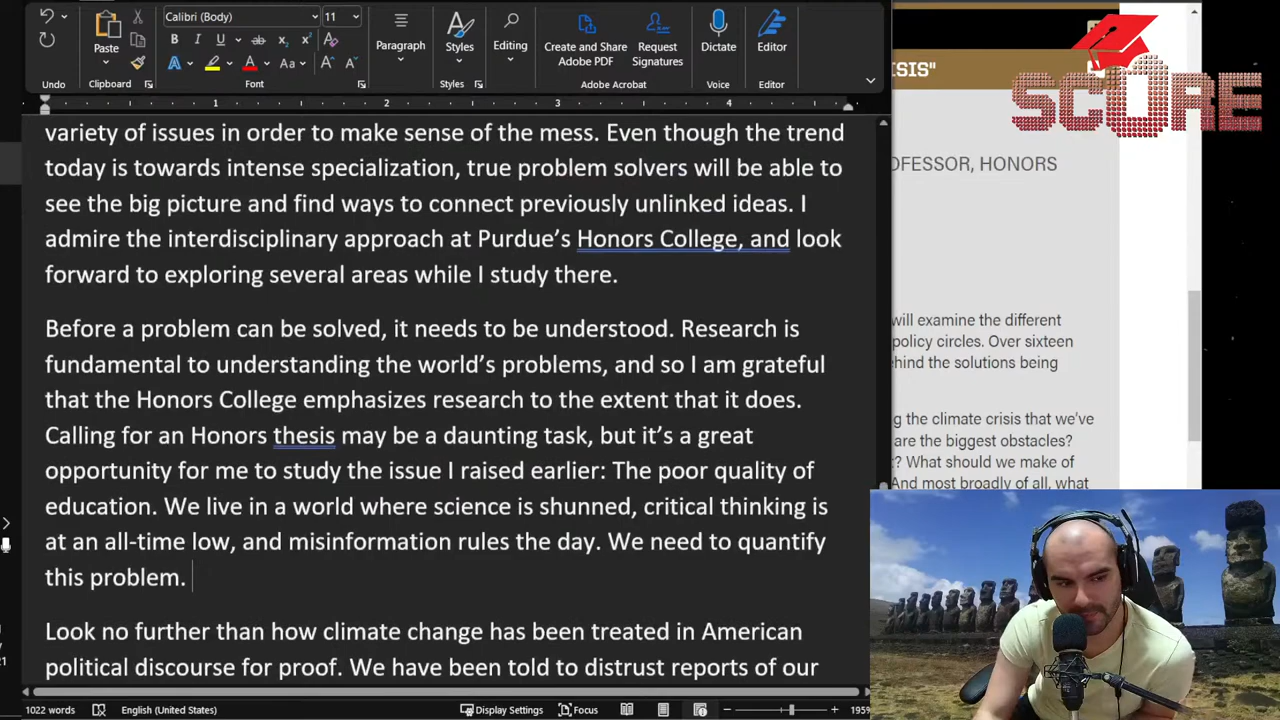 Calibri (Body)
11
Paste
Paragraph
Styles
Editing
Create and Share
Adobe PDF
Request
Signatures
Dictate
Editor
Undo
Clipboard
Font
Styles
Adobe Acrobat
Voice
Editor
1 2 3 4
variety of issues in order to make sense of the mess. Even though the trend
today is towards intense specialization, true problem solvers will be able to
see the big picture and find ways to connect previously unlinked ideas. I
admire the interdisciplinary approach at Purdue’s Honors College, and look
forward to exploring several areas while I study there.
Before a problem can be solved, it needs to be understood. Research is
fundamental to understanding the world’s problems, and so I am grateful
that the Honors College emphasizes research to the extent that it does.
Calling for an Honors thesis may be a daunting task, but it’s a great
opportunity for me to study the issue I raised earlier: The poor quality of
education. We live in a world where science is shunned, critical thinking is
at an all-time low, and misinformation rules the day. We need to quantify
this problem.
Look no further than how climate change has been treated in American
political discourse for proof. We have been told to distrust reports of our
1022 words
English (United States)
Display Settings
Focus
195%
21
ISIS"
SCORE
OFESSOR, HONORS
will examine the different
policy circles. Over sixteen
hind the solutions being
ng the climate crisis that we’ve
are the biggest obstacles?
? What should we make of
And most broadly of all, what